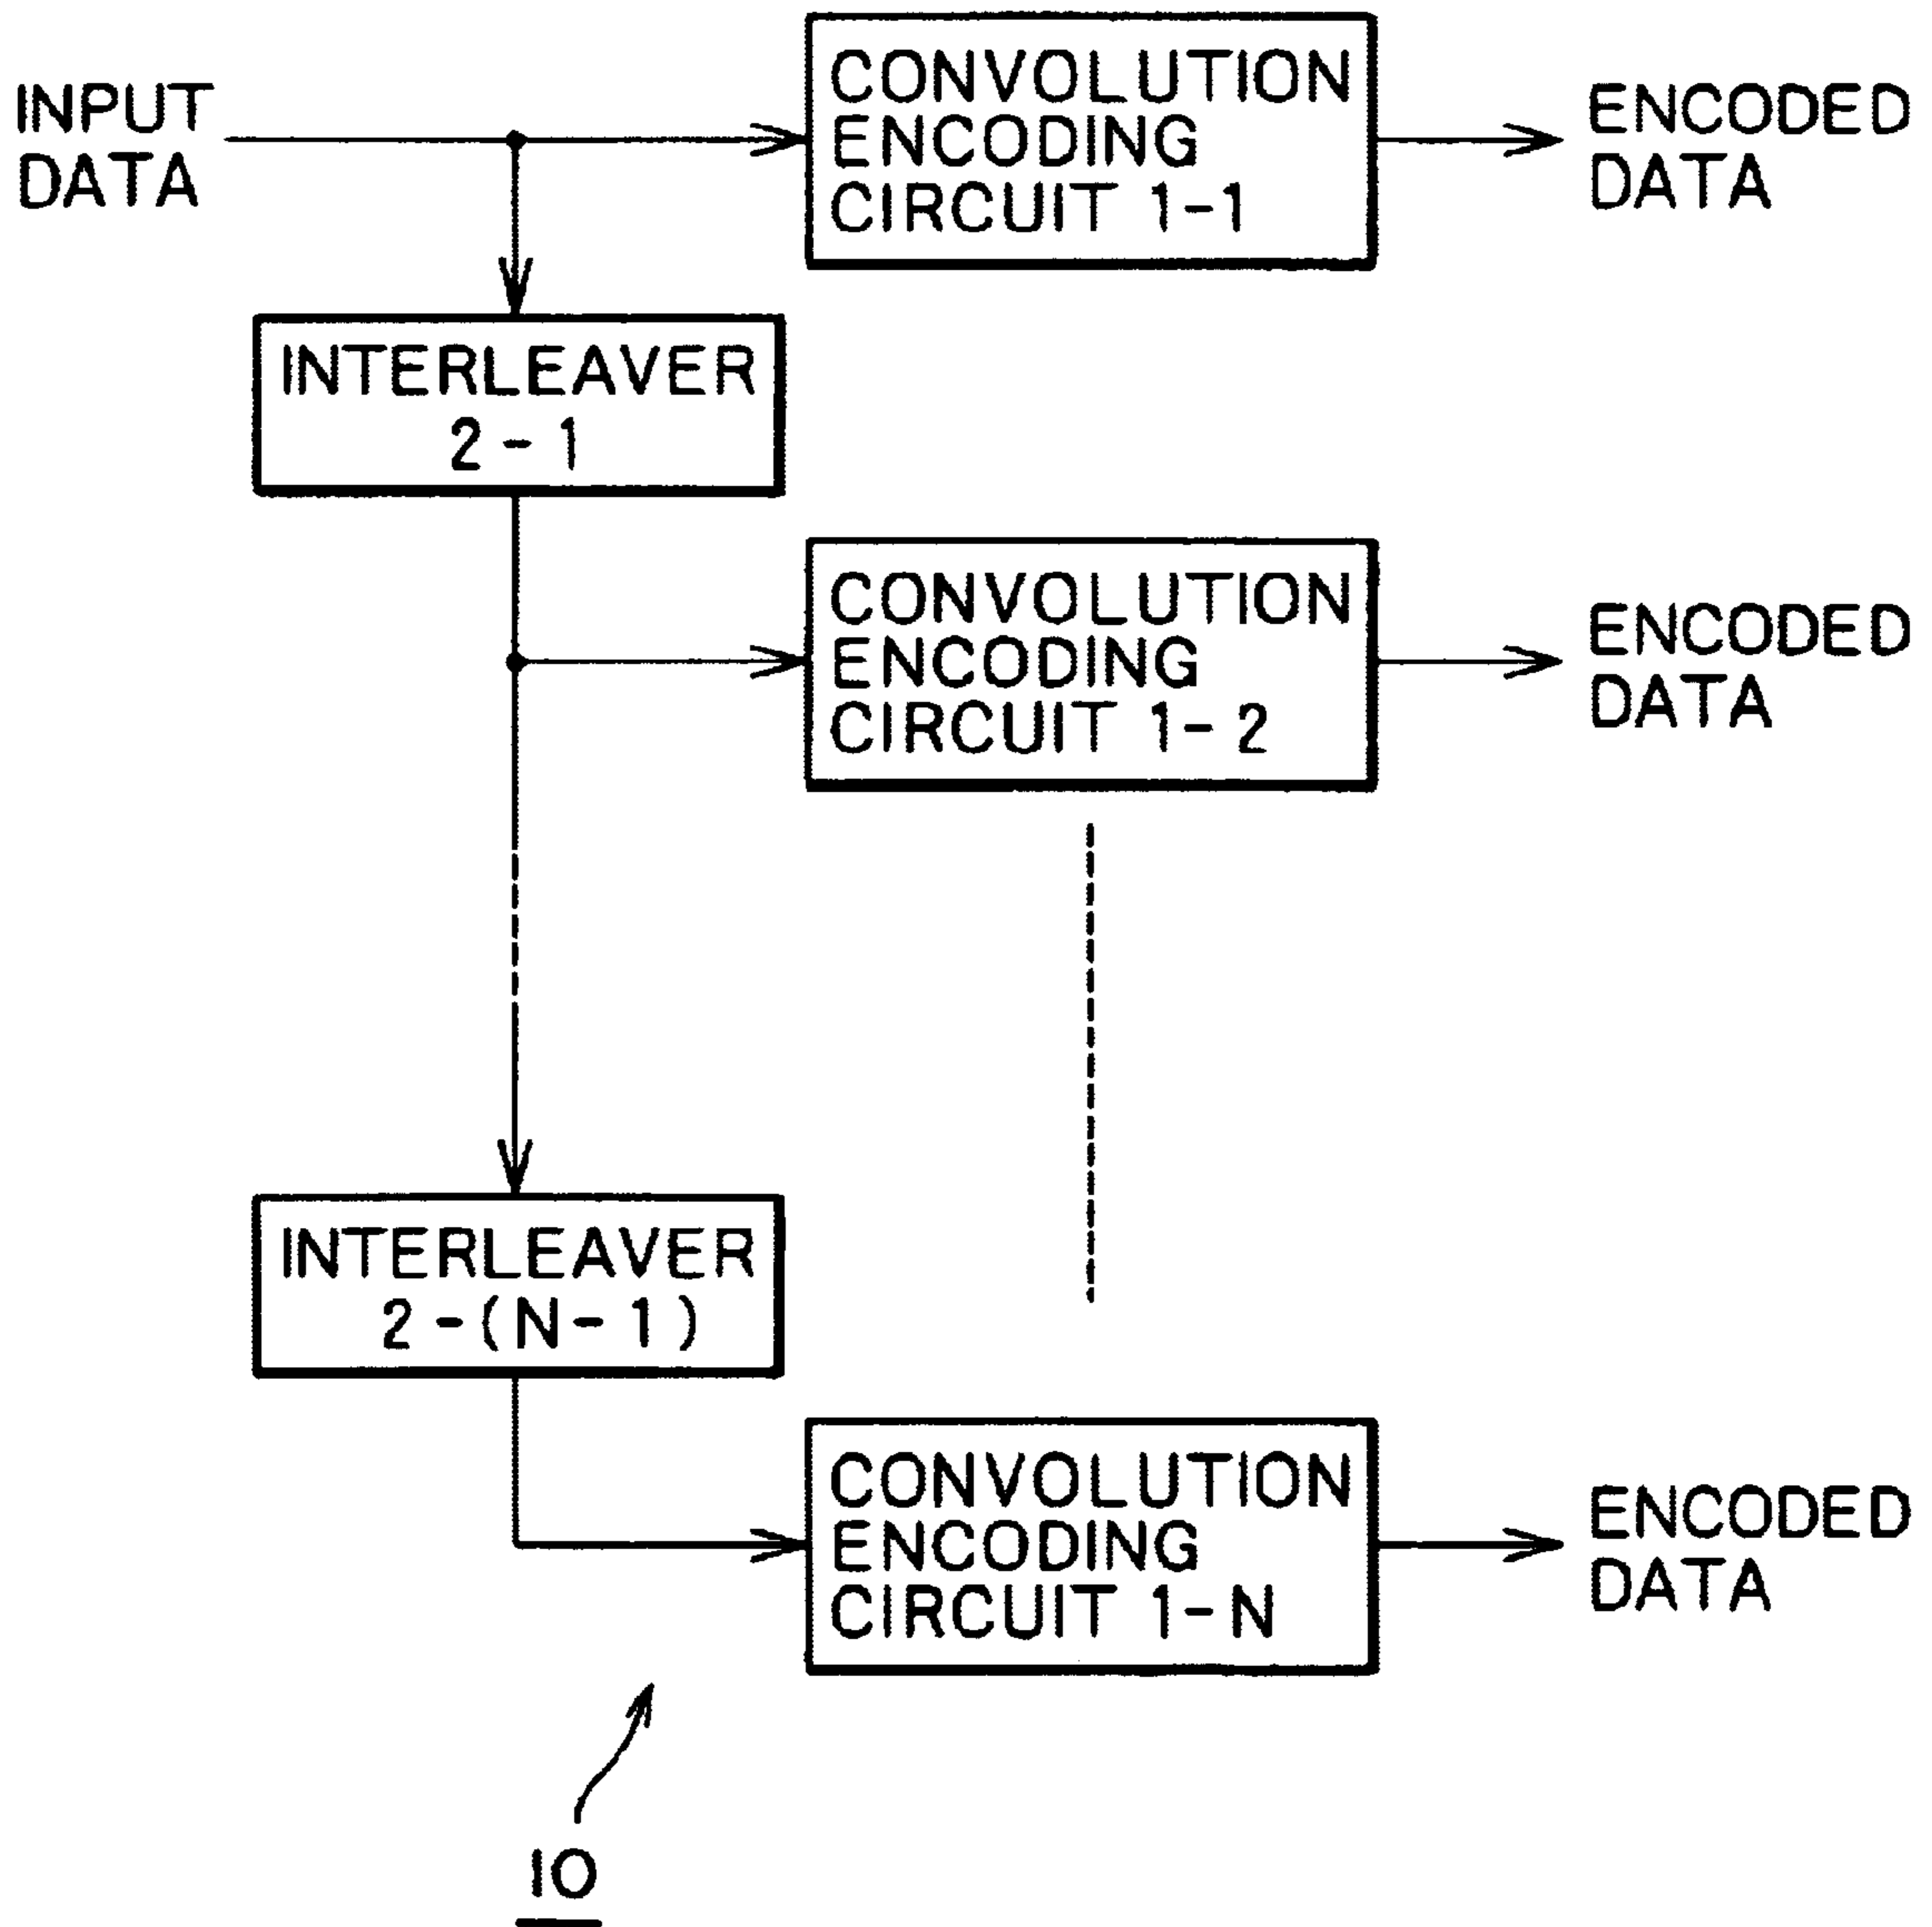 INPUT
DATA
CONVOLUTION
ENCODING
CIRCUIT 1-1
ENCODED
DATA
INTERLEAVER
2-1
CONVOLUTION
ENCODING
CIRCUIT 1-2
ENCODED
DATA
INTERLEAVER
2-(N-1)
CONVOLUTION
ENCODING
CIRCUIT 1-N
ENCODED
DATA
10